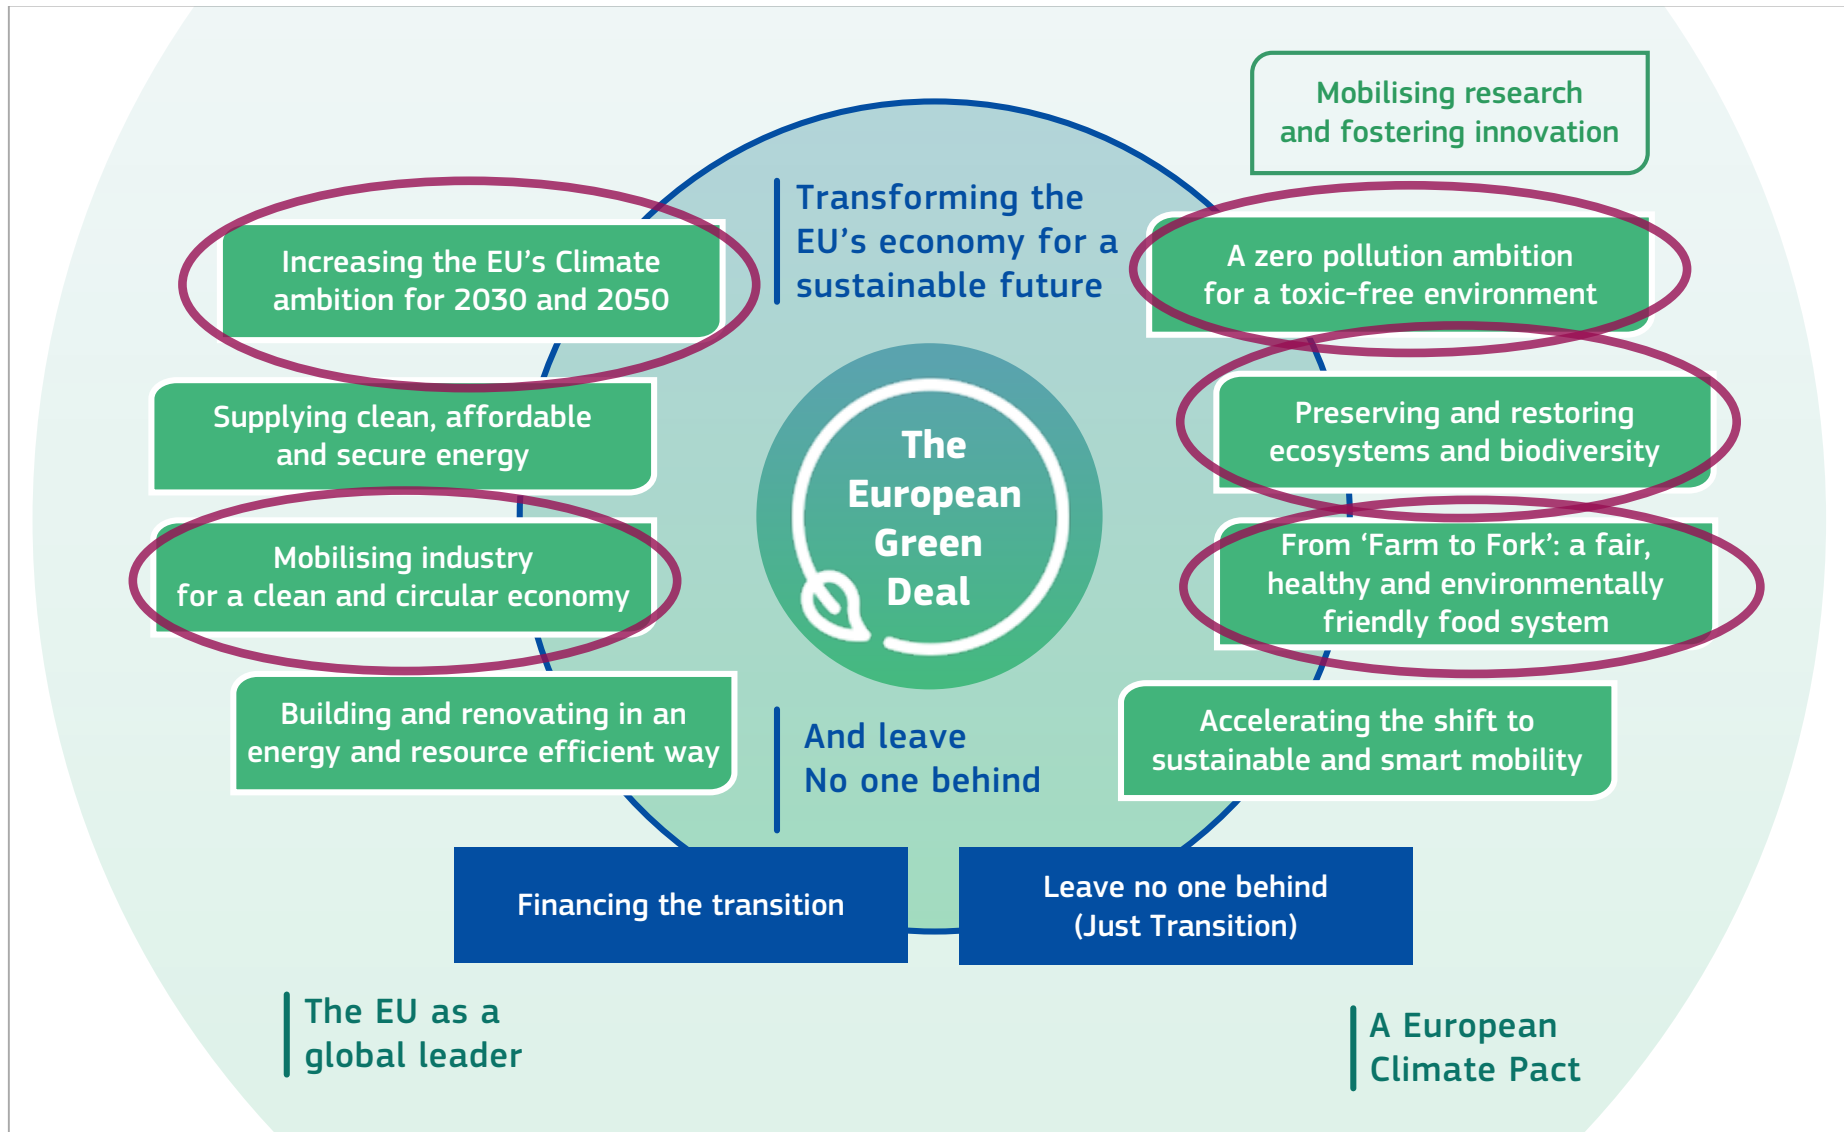 Mobilising research
and fostering innovation
Transforming the
EU's economy for a
sustainable future
Increasing the EU's Climate
ambition for 2030 and 2050
Supplying clean, affordable
and secure energy
Mobilising industry
for a clean and circular economy
Building and renovating in an
energy and resource efficient way
The
European
Green
Deal
A zero pollution ambition
for a toxic-free environment
Preserving and restoring
ecosystems and biodiversity
From ‘Farm to Fork’: a fair,
healthy and environmentally
friendly food system
Accelerating the shift to
sustainable and smart mobility
And leave
No one behind
Financing the transition
Leave no one behind
(Just Transition)
The EU as a
global leader
A European
Climate Pact